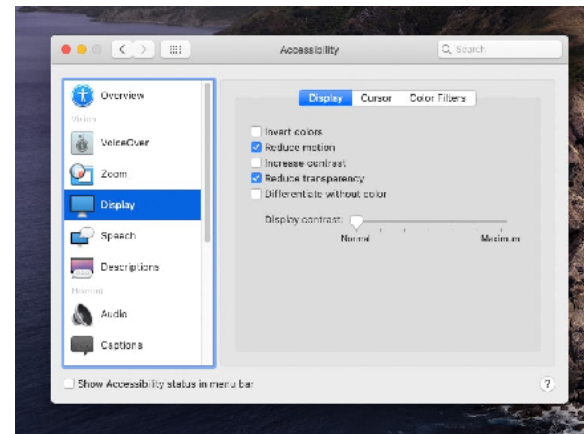 Accessibility
Search
Overview
Vision
VoiceOver
Zoom
Display
Speech
Descriptions
Hearing
Audio
Captions
Display Cursor Color Filters
Invert colors
Reduce motion
Increase contrast
Reduce transparency
Differentiate without color
Display contrast:
Normal Maximum
Show Accessibility status in menu bar
?